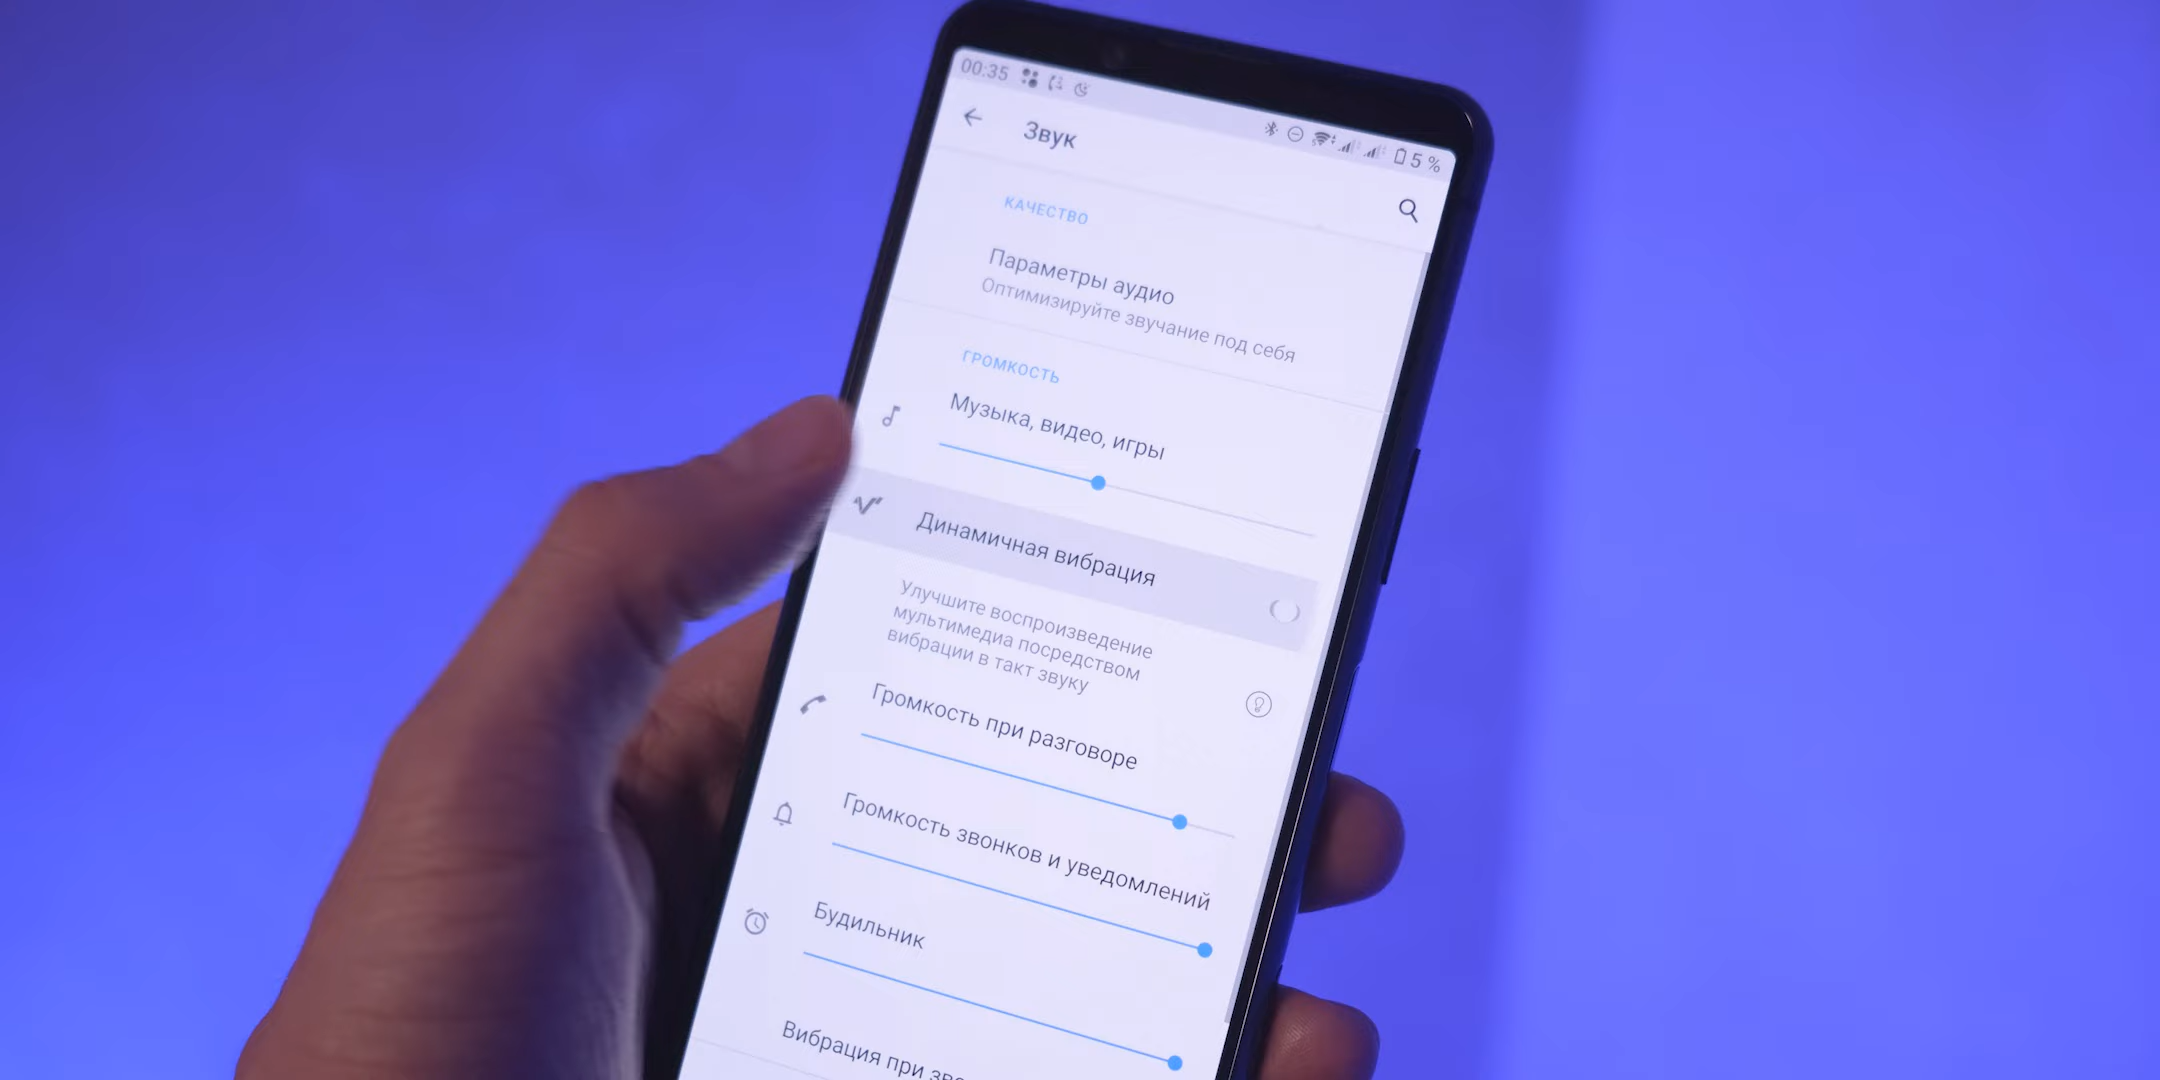 00:35
5 %
Звук
КАЧЕСТВО
Параметры аудио
Оптимизируйте звучание под себя
ГРОМКОСТЬ
Музыка, видео, игры
Динамичная вибрация
Улучшите воспроизведение
мультимедиа посредством
вибрации в такт звуку
Громкость при разговоре
Громкость звонков и уведомлений
Будильник
Вибрация при